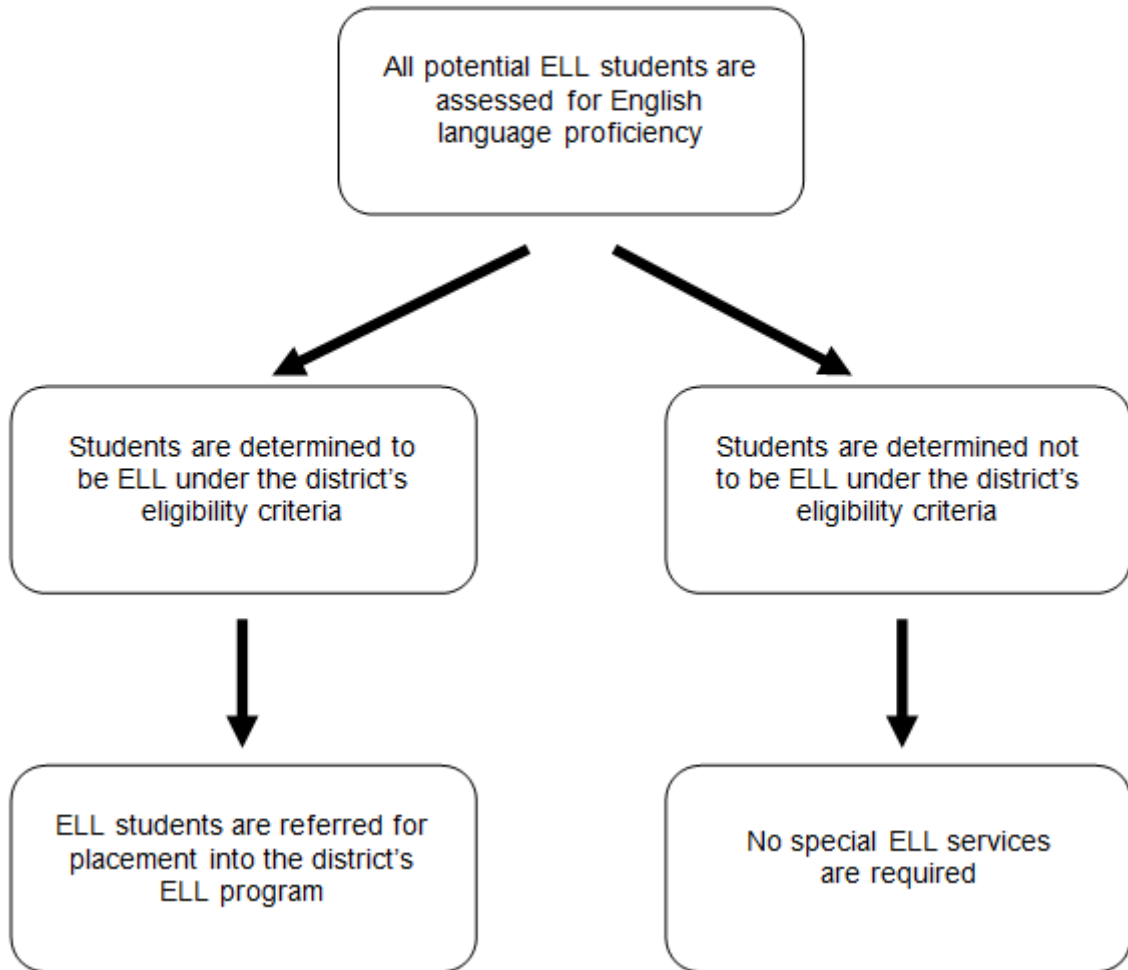 All potential ELL students are
assessed for English
language proficiency
Students are determined to
be ELL under the district's
eligibility criteria
Students are determined not
to be ELL under the district's
eligibility criteria
ELL students are referred for
placement into the district's
ELL program
No special ELL services
are required